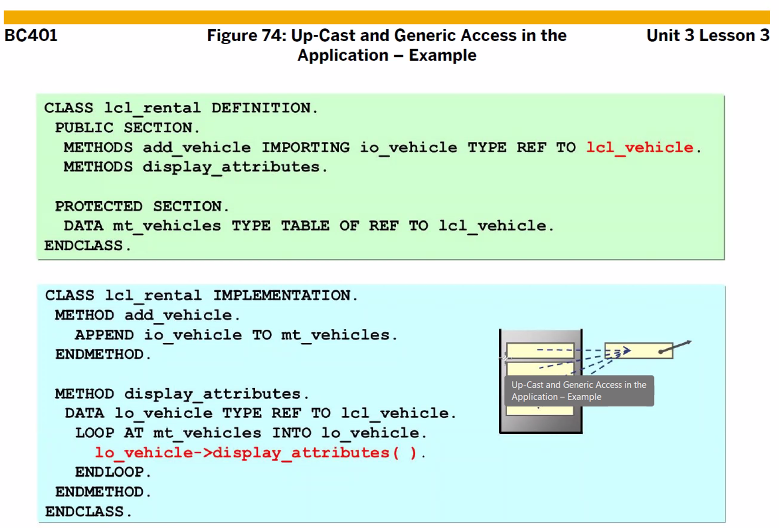 BC401
Figure 74: Up-Cast and Generic Access in the
Application – Example
Unit 3 Lesson 3
CLASS lcl_rental DEFINITION.
PUBLIC SECTION.
METHODS add_vehicle IMPORTING io_vehicle TYPE REF TO lcl_vehicle.
METHODS display_attributes.
PROTECTED SECTION.
DATA mt_vehicles TYPE TABLE OF REF TO lcl_vehicle.
ENDCLASS.
CLASS lcl_rental IMPLEMENTATION.
METHOD add_vehicle.
APPEND io_vehicle TO mt_vehicles.
ENDMETHOD.
METHOD display_attributes.
DATA lo_vehicle TYPE REF TO lcl_vehicle.
LOOP AT mt_vehicles INTO lo_vehicle.
lo_vehicle->display_attributes( ).
ENDLOOP.
ENDMETHOD.
ENDCLASS.
Up-Cast and Generic Access in the
Application – Example